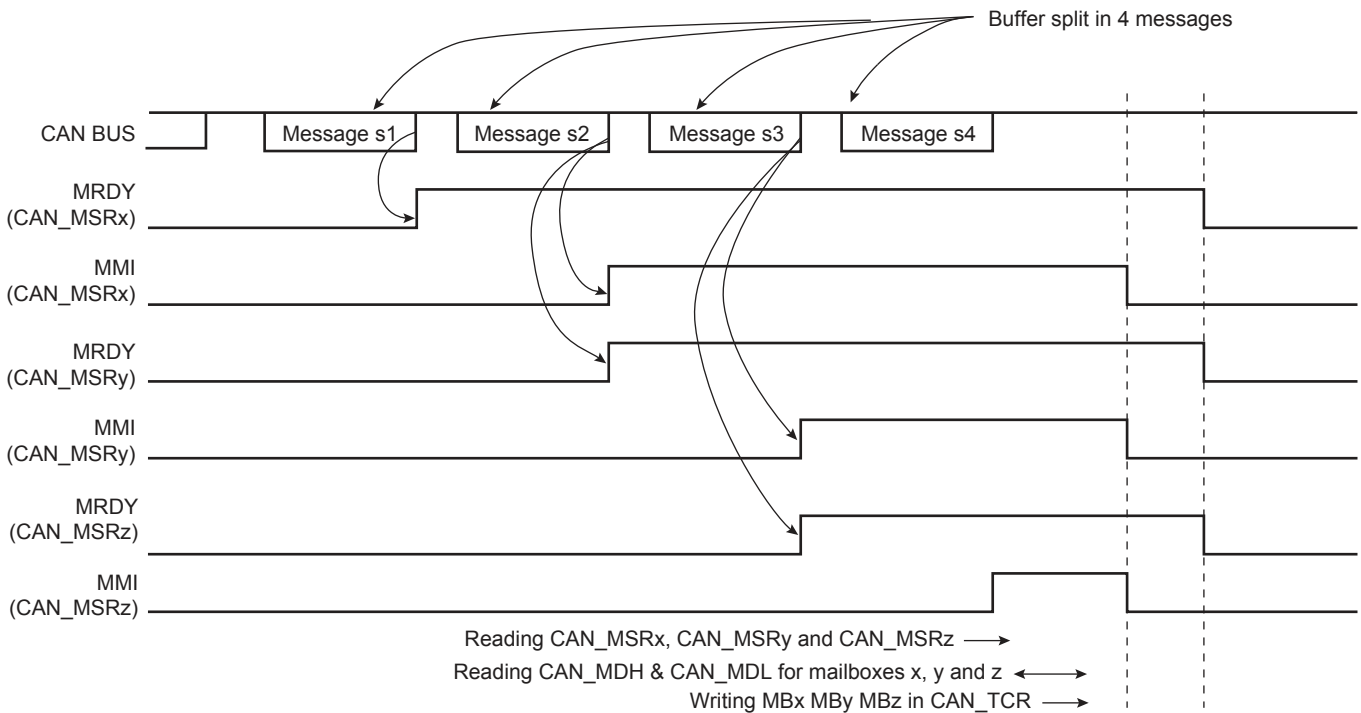 Buffer split in 4 messages
CAN BUS
Message s1
Message s2
Message s3
Message s4
MRDY
(CAN_MSRx)
MMI
(CAN_MSRx)
MRDY
(CAN_MSRy)
MMI
(CAN_MSRy)
MRDY
(CAN_MSRz)
MMI
(CAN_MSRz)
Reading CAN_MSRx, CAN_MSRy and CAN_MSRz
Reading CAN_MDH & CAN_MDL for mailboxes x, y and z
Writing MBx MBy MBz in CAN_TCR